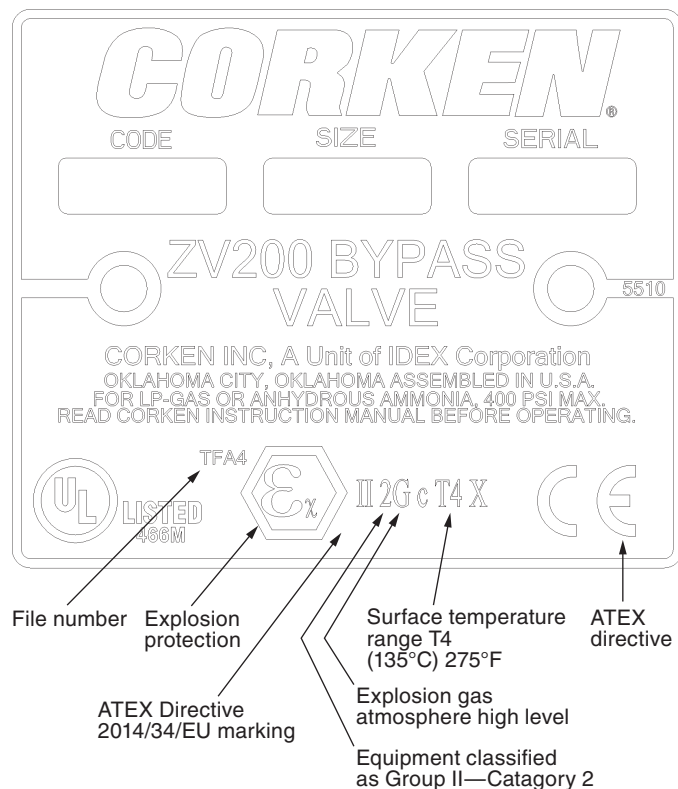 CORKEN®
CODE SIZE SERIAL
ZV200 BYPASS
VALVE
5510
CORKEN INC, A Unit of IDEX Corporation
OKLAHOMA CITY, OKLAHOMA ASSEMBLED IN U.S.A.
FOR LP-GAS OR ANHYDROUS AMMONIA, 400 PSI MAX.
READ CORKEN INSTRUCTION MANUAL BEFORE OPERATING.
TFA4
UL
LISTED
466M
εx II 2G c T4 X
CE
File number
Explosion
protection
Surface temperature
range T4
(135°C) 275°F
ATEX
directive
ATEX Directive
2014/34/EU marking
Explosion gas
atmosphere high level
Equipment classified
as Group II—Catagory 2